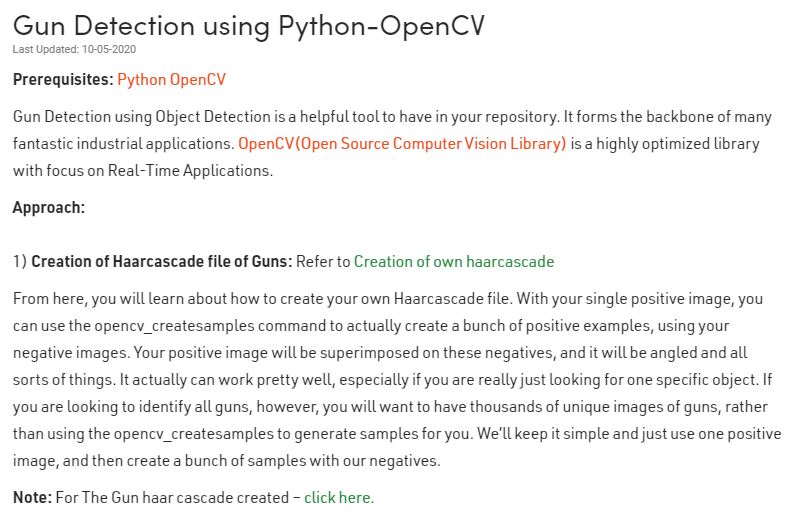 Gun Detection using Python-OpenCV
Last Updated: 10-05-2020
Prerequisites: Python OpenCV
Gun Detection using Object Detection is a helpful tool to have in your repository. It forms the backbone of many
fantastic industrial applications. OpenCV(Open Source Computer Vision Library) is a highly optimized library
with focus on Real-Time Applications.
Approach:
1) Creation of Haarcascade file of Guns: Refer to Creation of own haarcascade
From here, you will learn about how to create your own Haarcascade file. With your single positive image, you
can use the opencv_createsamples command to actually create a bunch of positive examples, using your
negative images. Your positive image will be superimposed on these negatives, and it will be angled and all
sorts of things. It actually can work pretty well, especially if you are really just looking for one specific object. If
you are looking to identify all guns, however, you will want to have thousands of unique images of guns, rather
than using the opencv_createsamples to generate samples for you. We'll keep it simple and just use one positive
image, and then create a bunch of samples with our negatives.
Note: For The Gun haar cascade created – click here.